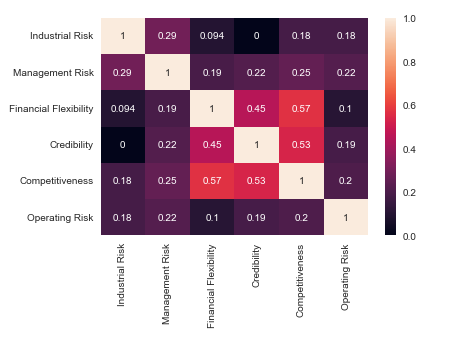 Industrial Risk 1 0.29 0.094 0 0.18 0.18
Management Risk 0.29 1 0.19 0.22 0.25 0.22
Financial Flexibility 0.094 0.19 1 0.45 0.57 0.1
Credibility 0 0.22 0.45 1 0.53 0.19
Competitiveness 0.18 0.25 0.57 0.53 1 0.2
Operating Risk 0.18 0.22 0.1 0.19 0.2 1
Industrial Risk
Management Risk
Financial Flexibility
Credibility
Competitiveness
Operating Risk
1.0
0.8
0.6
0.4
0.2
0.0